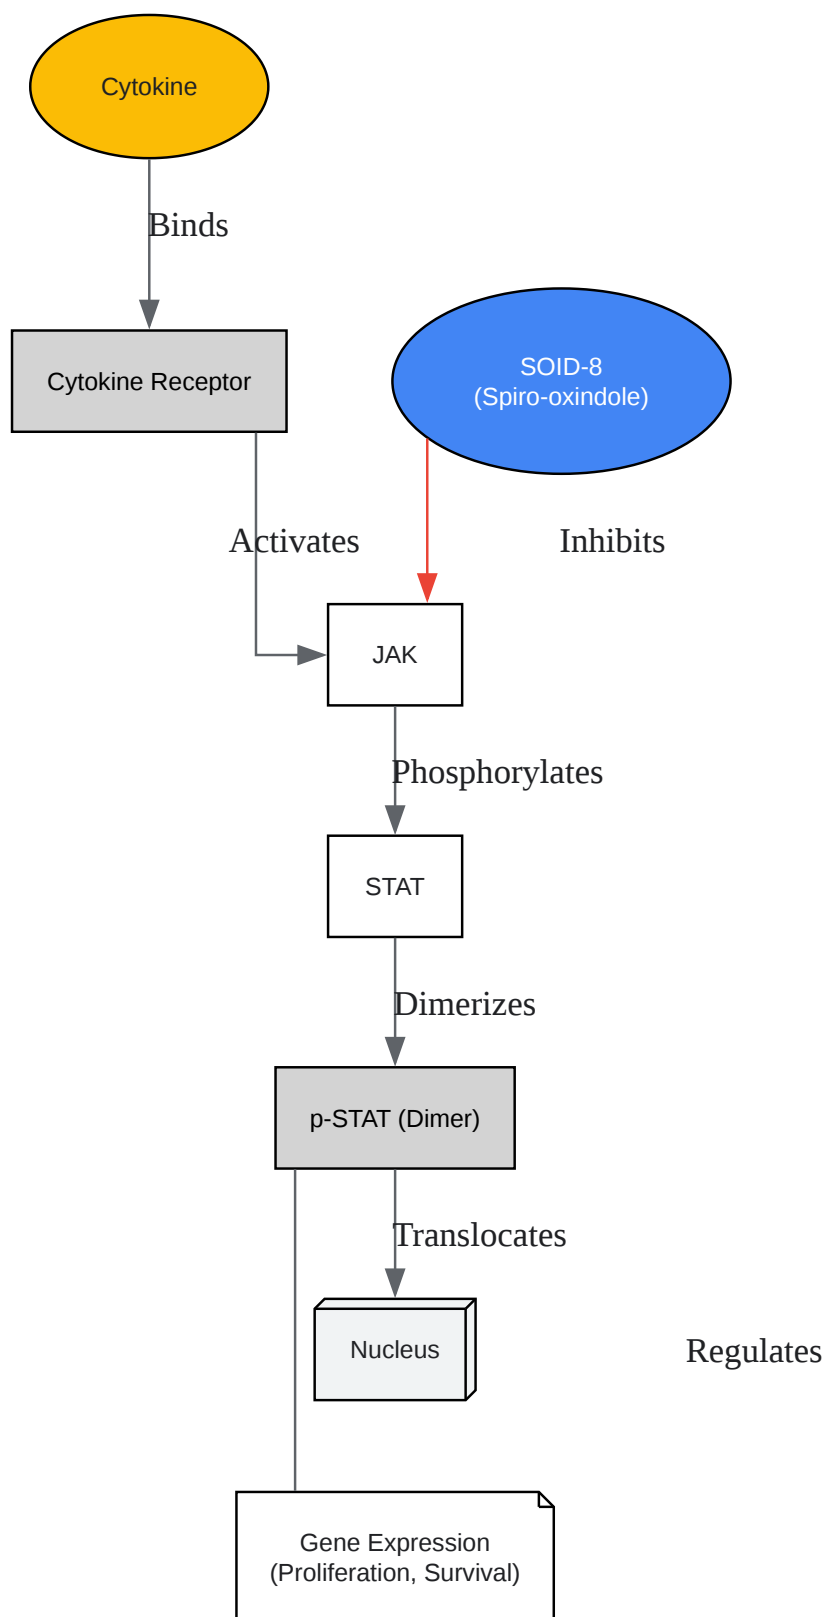 Cytokine
Binds
Cytokine Receptor
SOID-8
(Spiro-oxindole)
Activates
Inhibits
JAK
Phosphorylates
STAT
Dimerizes
p-STAT (Dimer)
Translocates
Nucleus
Regulates
Gene Expression
(Proliferation, Survival)